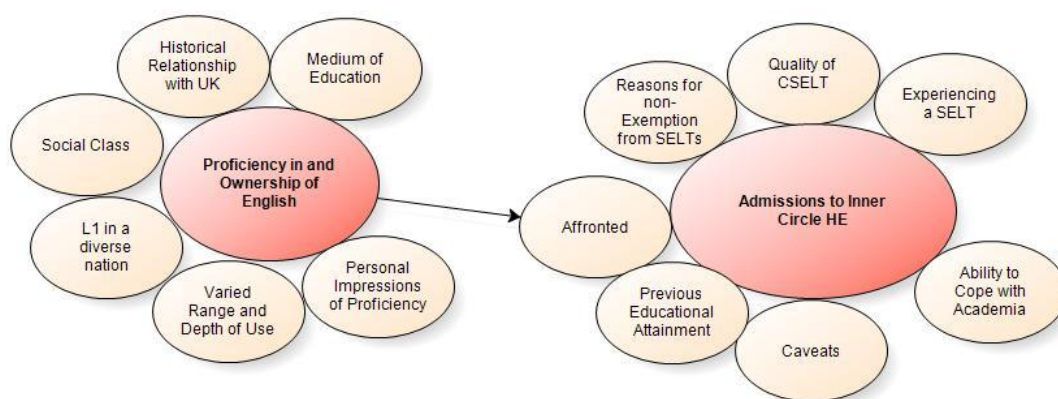 Historical
Relationship
with UK
Medium of
Education
Social Class
Proficiency in and
Ownership of
English
L1 in a
diverse
nation
Varied
Range and
Depth of Use
Personal
Impressions
of Proficiency
Quality of
CSELT
Reasons for
non-
Exemption
from SELTs
Experiencing
a SELT
Admissions to Inner
Circle HE
Affronted
Previous
Educational
Attainment
Caveats
Ability to
Cope with
Academia